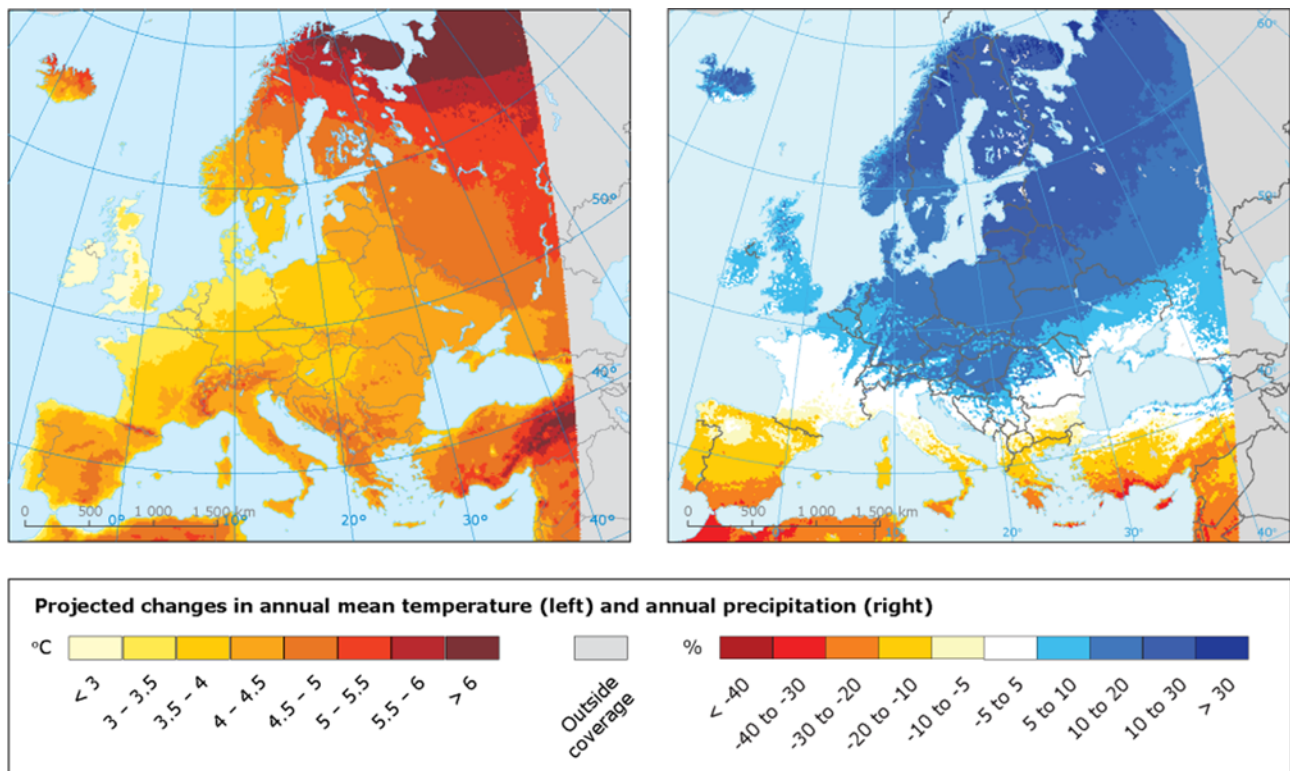 60°
50°
50°
40°
40°
0 500 1 000 1 500 km
0° 10° 20° 30° 40°
0 500 1 000 1 500 km
20° 30° 40°
Projected changes in annual mean temperature (left) and annual precipitation (right)
°C
< 3
3 – 3.5
3.5 – 4
4 – 4.5
4.5 – 5
5 – 5.5
5.5 – 6
> 6
Outside
coverage
%
< -40
-40 to -30
-30 to -20
-20 to -10
-10 to -5
-5 to 5
5 to 10
10 to 20
10 to 30
> 30